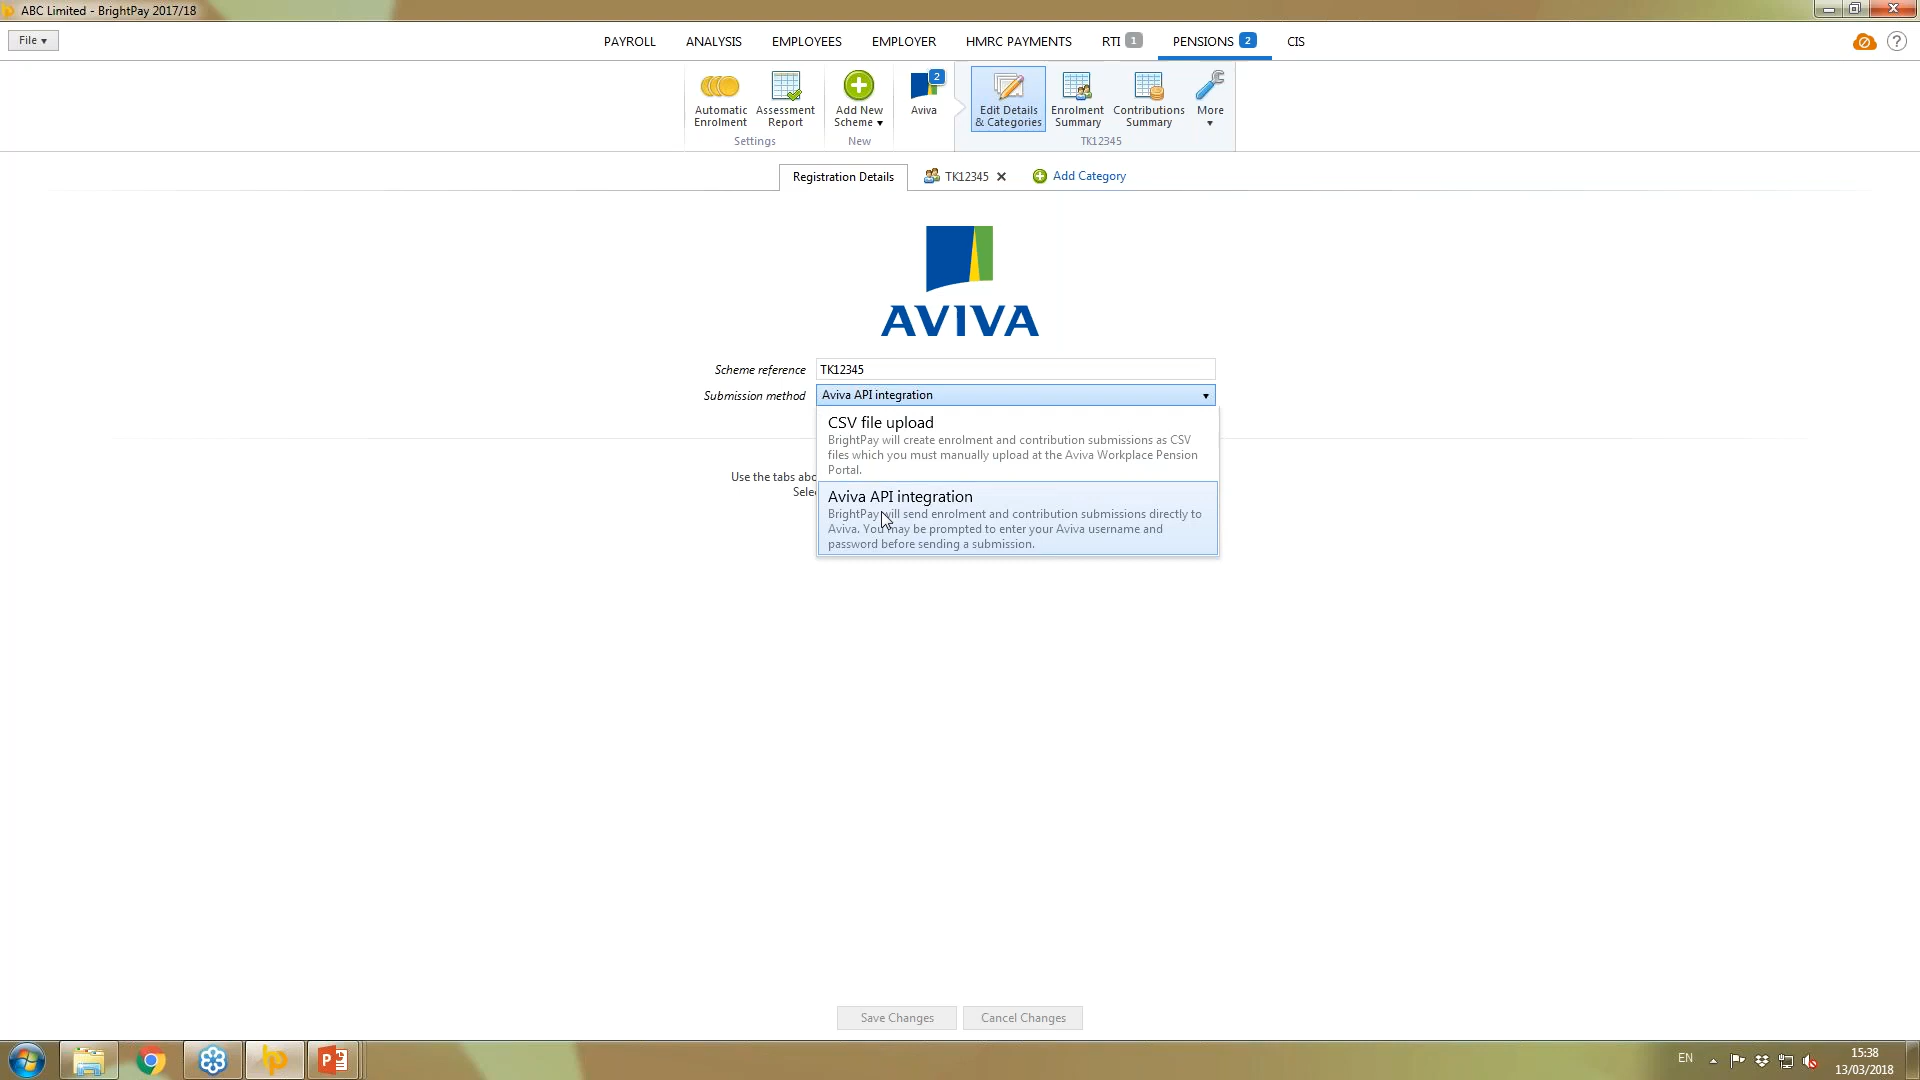 ABC Limited - BrightPay 2017/18
File
PAYROLL
ANALYSIS
EMPLOYEES
EMPLOYER
HMRC PAYMENTS
RTI 1
PENSIONS 2
CIS
?
Automatic
Enrolment
Assessment
Report
Settings
Add New
Scheme
New
2
Aviva
Edit Details
& Categories
Enrolment
Summary
Contributions
Summary
More
TK12345
Registration Details
TK12345
Add Category
AVIVA
Scheme reference
TK12345
Submission method
Aviva API integration
CSV file upload
BrightPay will create enrolment and contribution submissions as CSV
files which you must manually upload at the Aviva Workplace Pension
Portal.
Use the tabs abo
Sele
Aviva API integration
BrightPay will send enrolment and contribution submissions directly to
Aviva. You may be prompted to enter your Aviva username and
password before sending a submission.
Save Changes
Cancel Changes
EN
15:38
13/03/2018